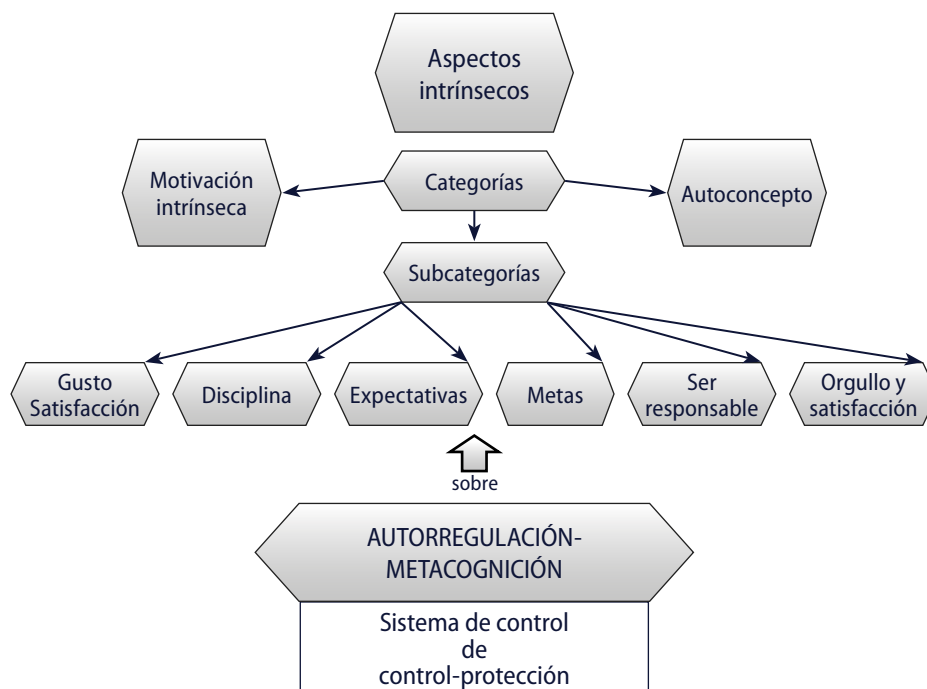 Aspectos
intrínsecos
Motivación
intrínseca
Categorías
Autoconcepto
Subcategorías
Gusto
Satisfacción
Disciplina
Expectativas
Metas
Ser
responsable
Orgullo y
satisfacción
sobre
AUTORREGULACIÓN-
METACOGNICIÓN
Sistema de control
de
control-protección